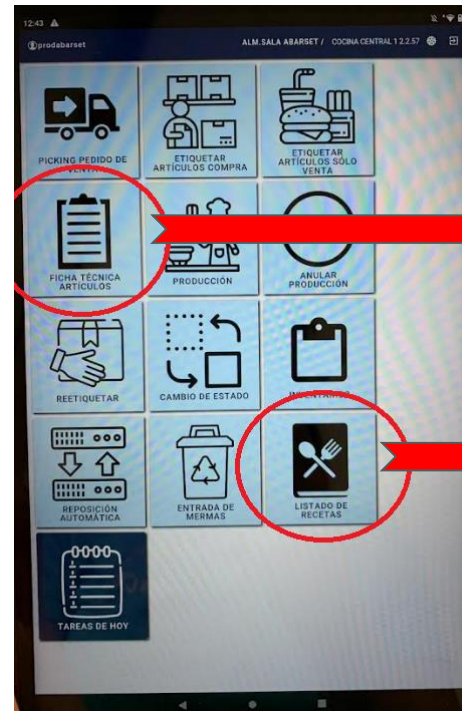 12:43
prodabarset
ALM.SALA ABARSET / COCINA CENTRAL 1 2.2.57
PICKING PEDIDO DE
VENTA
ETIQUETAR
ARTÍCULOS COMPRA
ETIQUETAR
ARTÍCULOS SÓLO
VENTA
FICHA TÉCNICA
ARTÍCULOS
PRODUCCIÓN
ANULAR
PRODUCCIÓN
REETIQUETAR
CAMBIO DE ESTADO
INVENTARIOS
REPOSICIÓN
AUTOMÁTICA
ENTRADA DE
MERMAS
LISTADO DE
RECETAS
TAREAS DE HOY